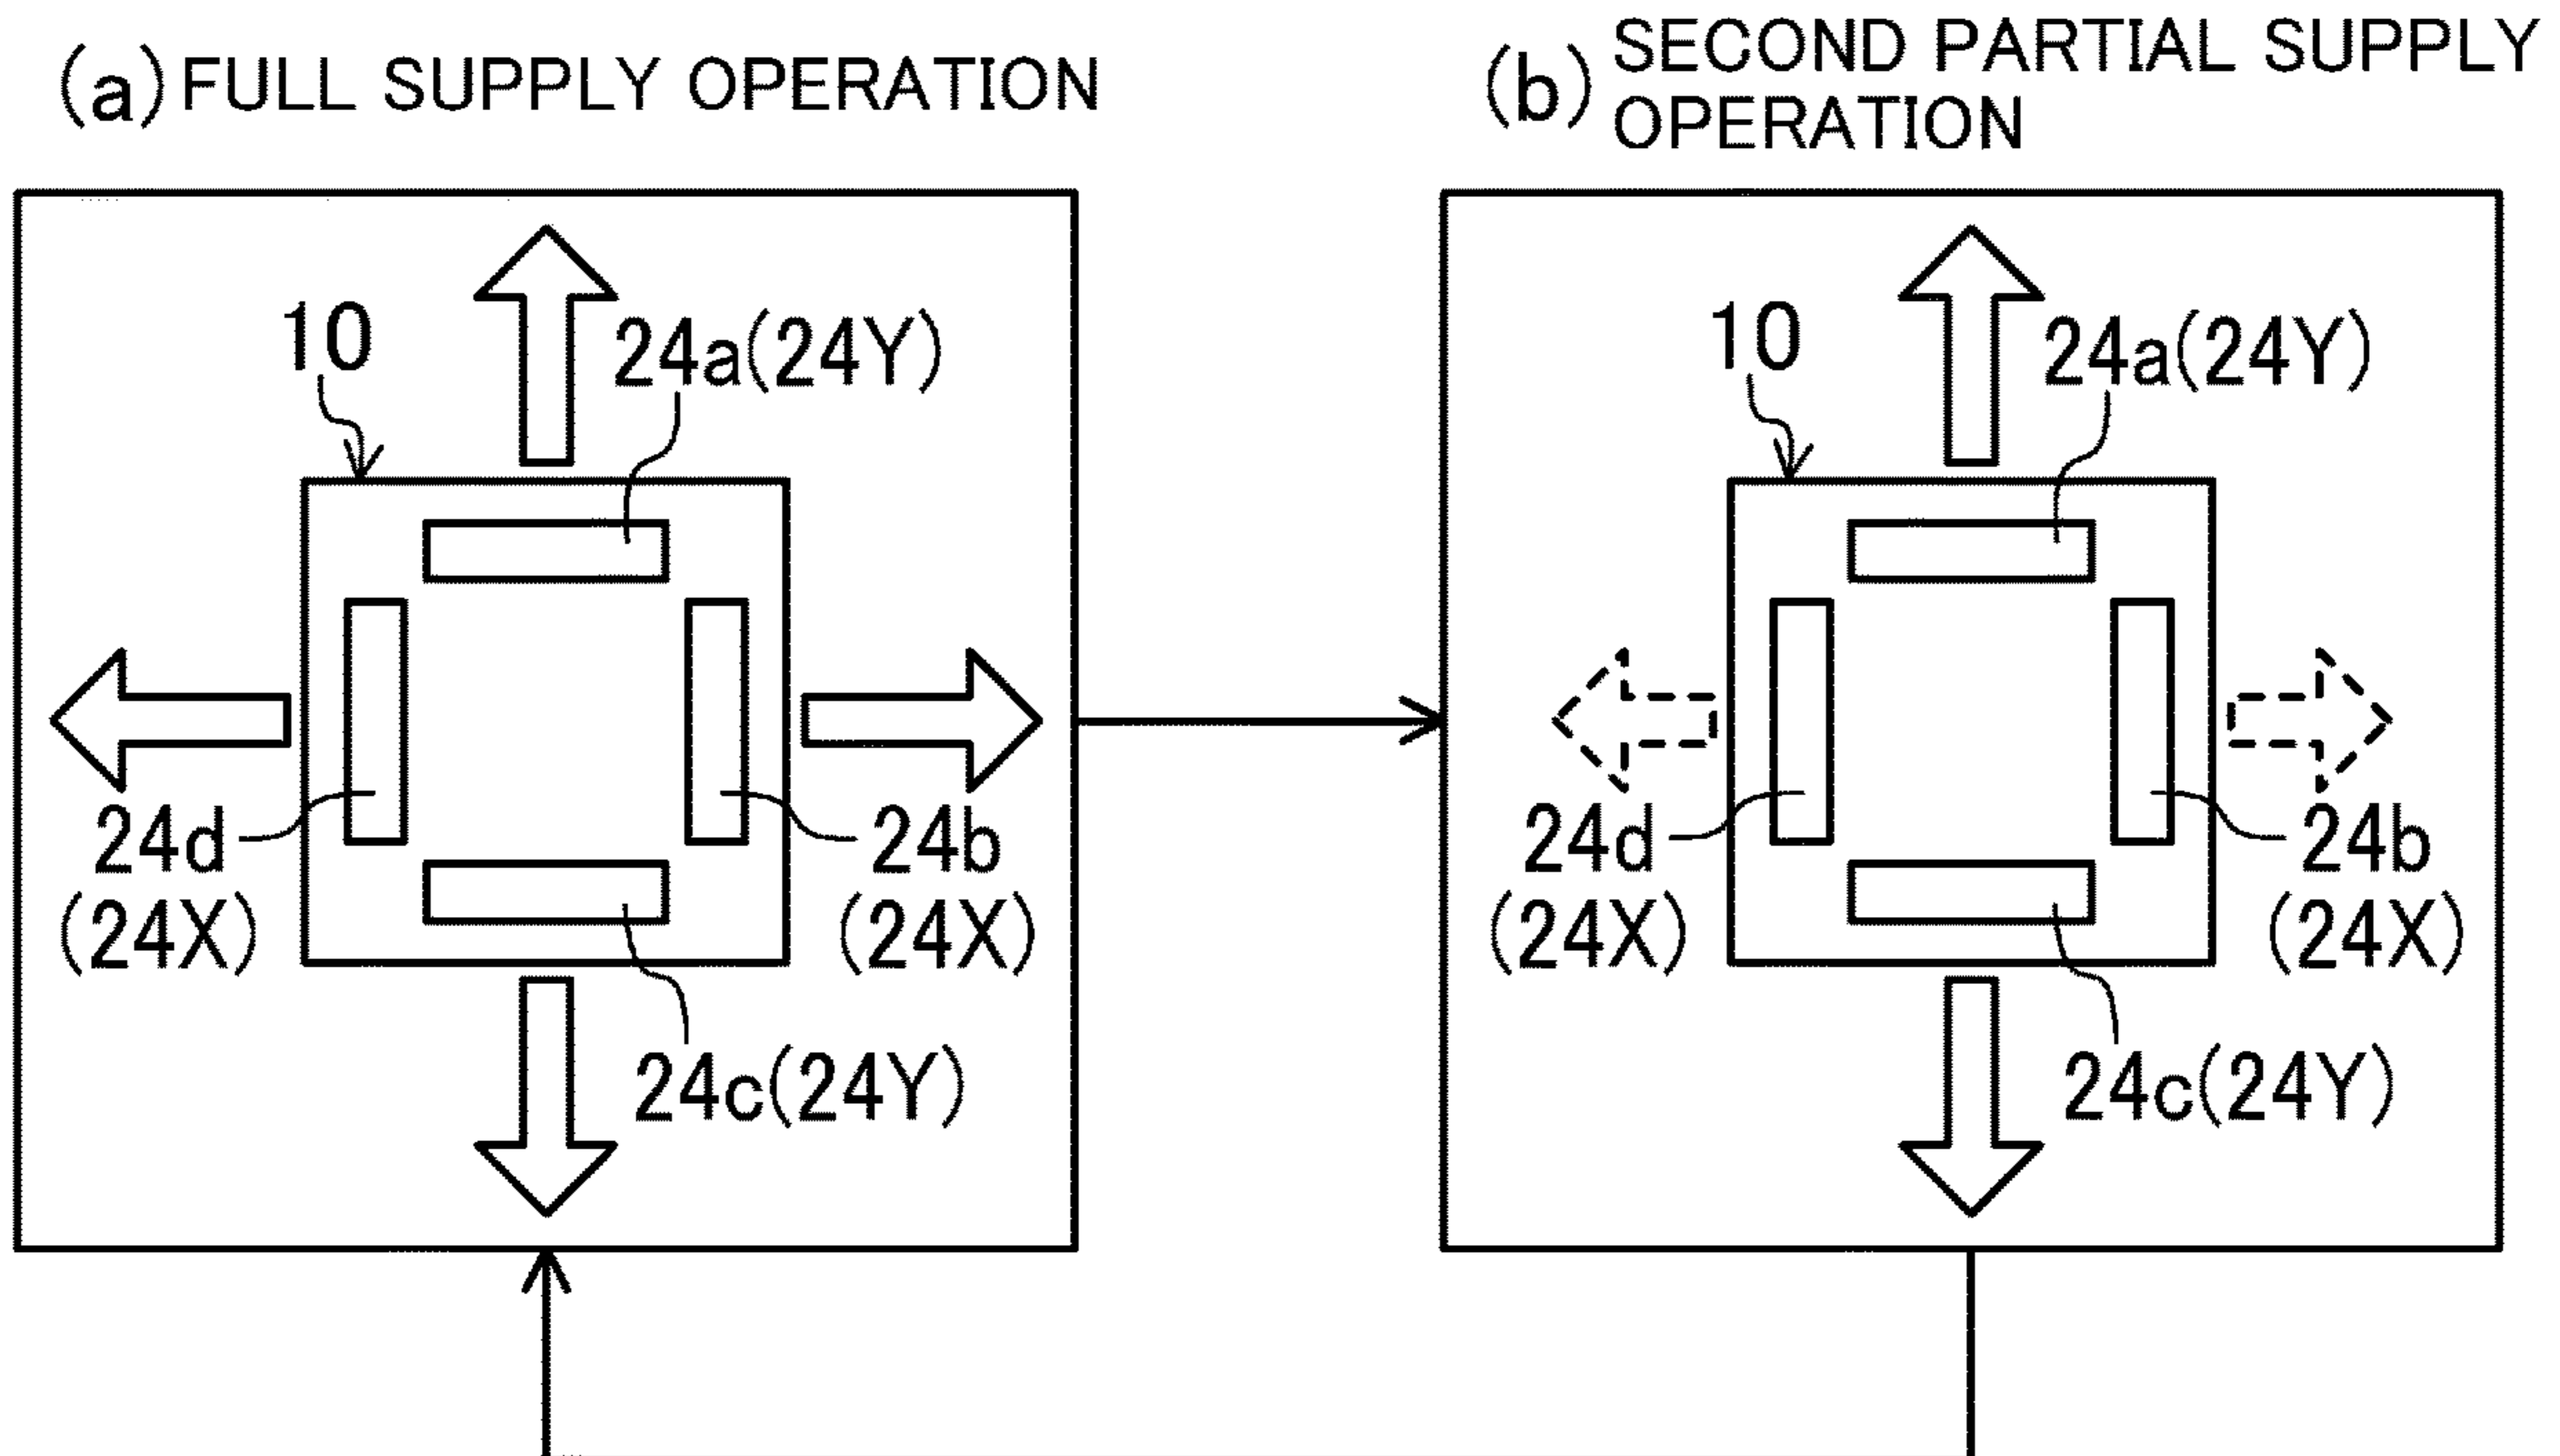 (a) FULL SUPPLY OPERATION
10
24a(24Y)
24d
(24X)
24b
(24X)
24c(24Y)
(b) SECOND PARTIAL SUPPLY
OPERATION
10
24a(24Y)
24d
(24X)
24b
(24X)
24c(24Y)